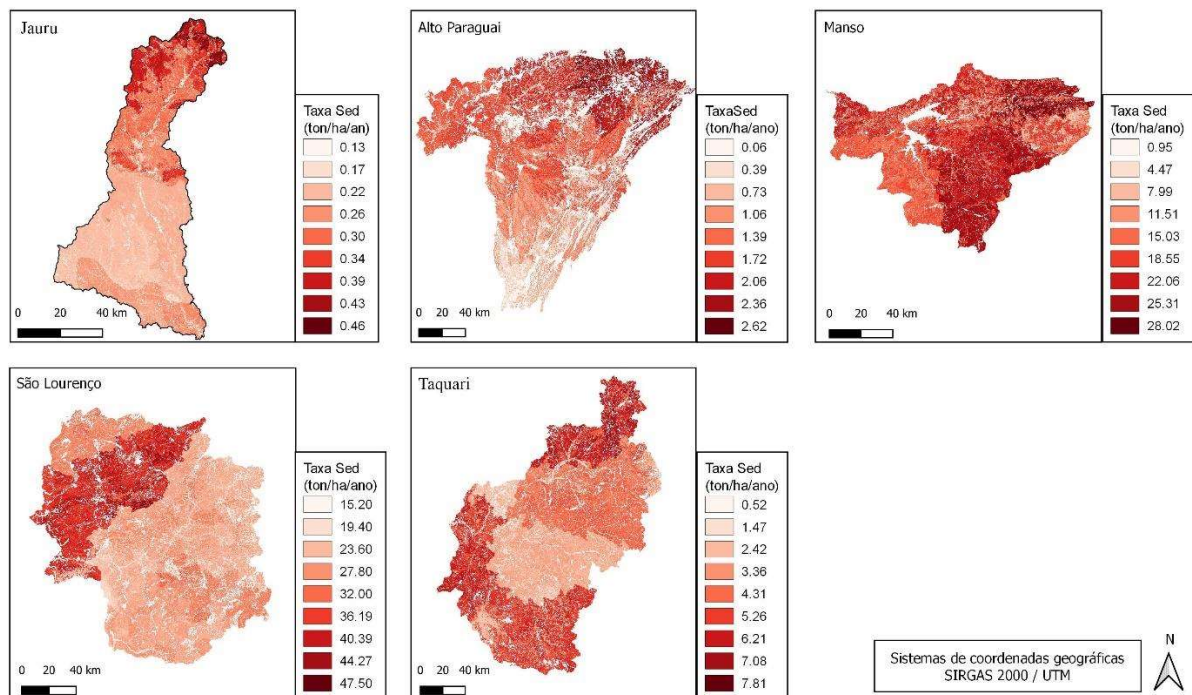 Jauru
Taxa Sed
(ton/ha/an)
0.13
0.17
0.22
0.26
0.30
0.34
0.39
0.43
0.46
0 20 40 km
Alto Paraguai
TaxaSed
(ton/ha/ano)
0.06
0.39
0.73
1.06
1.39
1.72
2.06
2.36
2.62
0 20 40 km
Manso
Taxa Sed
(ton/ha/ano)
0.95
4.47
7.99
11.51
15.03
18.55
22.06
25.31
28.02
0 20 40 km
São Lourenço
Taxa Sed
(ton/ha/ano)
15.20
19.40
23.60
27.80
32.00
36.19
40.39
44.27
47.50
0 20 40 km
Taquari
Taxa Sed
(ton/ha/ano)
0.52
1.47
2.42
3.36
4.31
5.26
6.21
7.08
7.81
0 20 40 km
Sistemas de coordenadas geográficas
SIRGAS 2000 / UTM
N